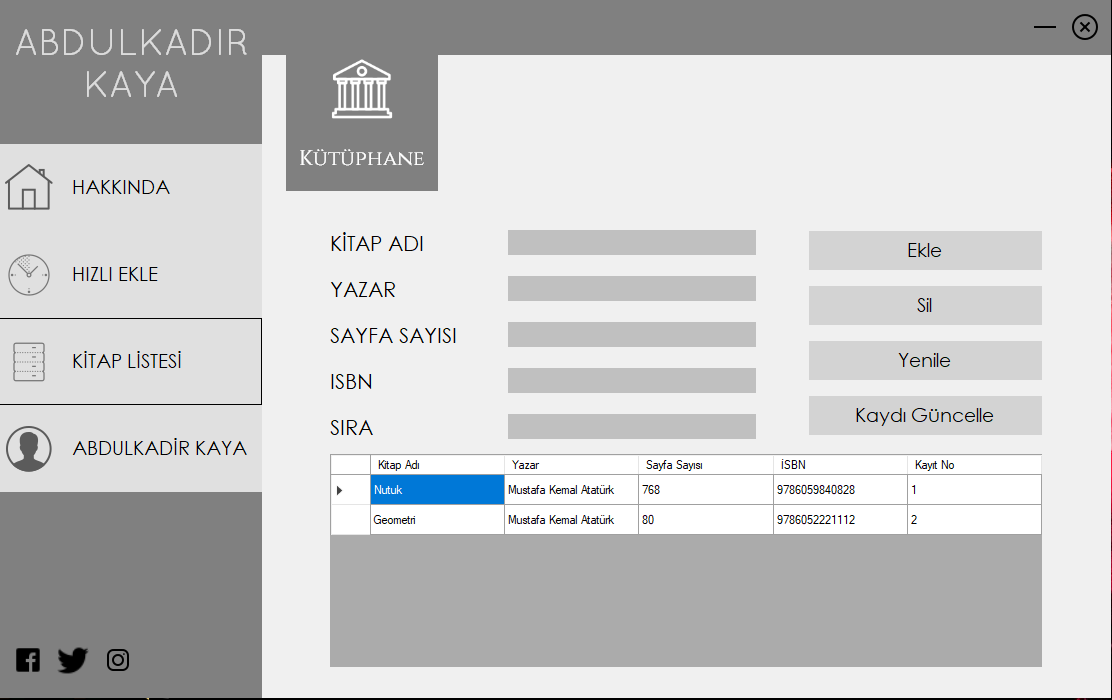 ABDULKADIR
KAYA
HAKKINDA
HIZLI EKLE
KİTAP LİSTESİ
ABDULKADİR KAYA
KÜTÜPHANE
KİTAP ADI
YAZAR
SAYFA SAYISI
ISBN
SIRA
Ekle
Sil
Yenile
Kaydı Güncelle
Kitap Adı Yazar Sayfa Sayısı İSBN Kayıt No
Nutuk Mustafa Kemal Atatürk 768 9786059840828 1
Geometri Mustafa Kemal Atatürk 80 9786052221112 2